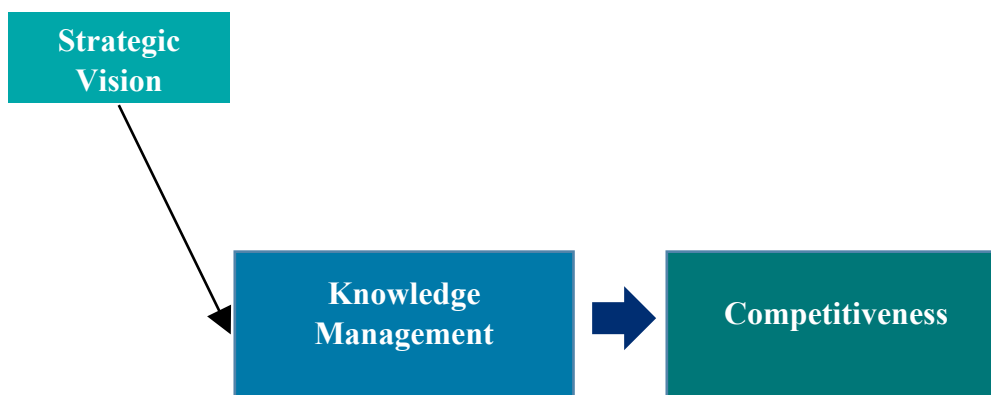 Strategic
Vision
Knowledge
Management
Competitiveness